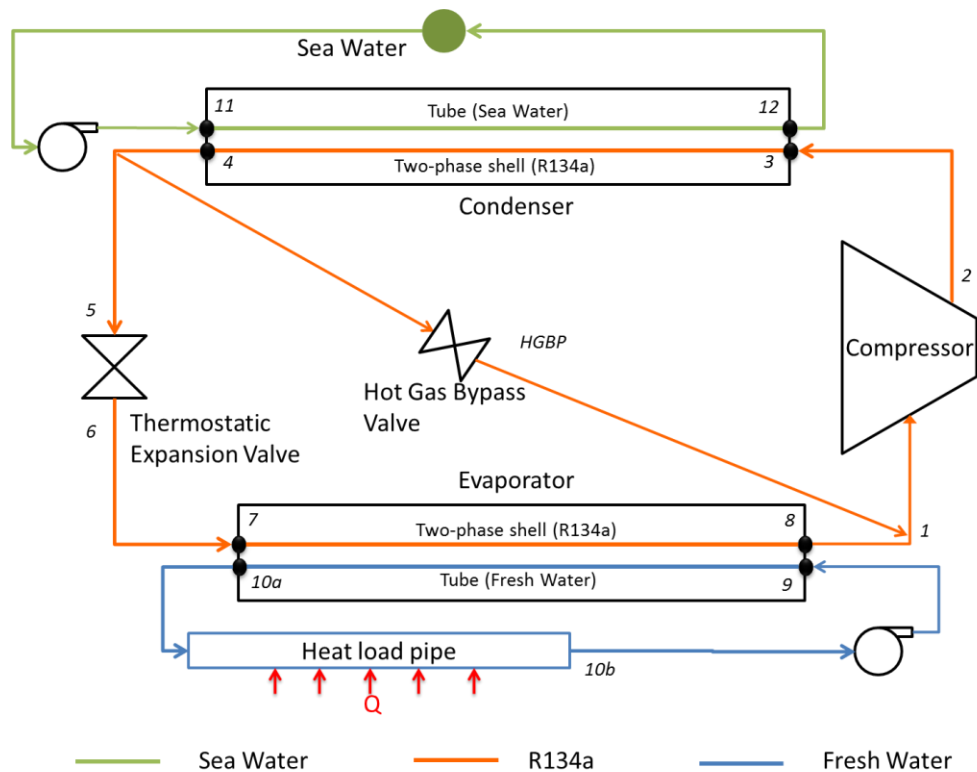 Sea Water
11
Tube (Sea Water)
12
4
Two-phase shell (R134a)
3
Condenser
2
5
HGBP
Compressor
Hot Gas Bypass
Valve
Thermostatic
Expansion Valve
6
Evaporator
7
Two-phase shell (R134a)
8
1
10a
Tube (Fresh Water)
9
Heat load pipe
10b
Q
Sea Water
R134a
Fresh Water